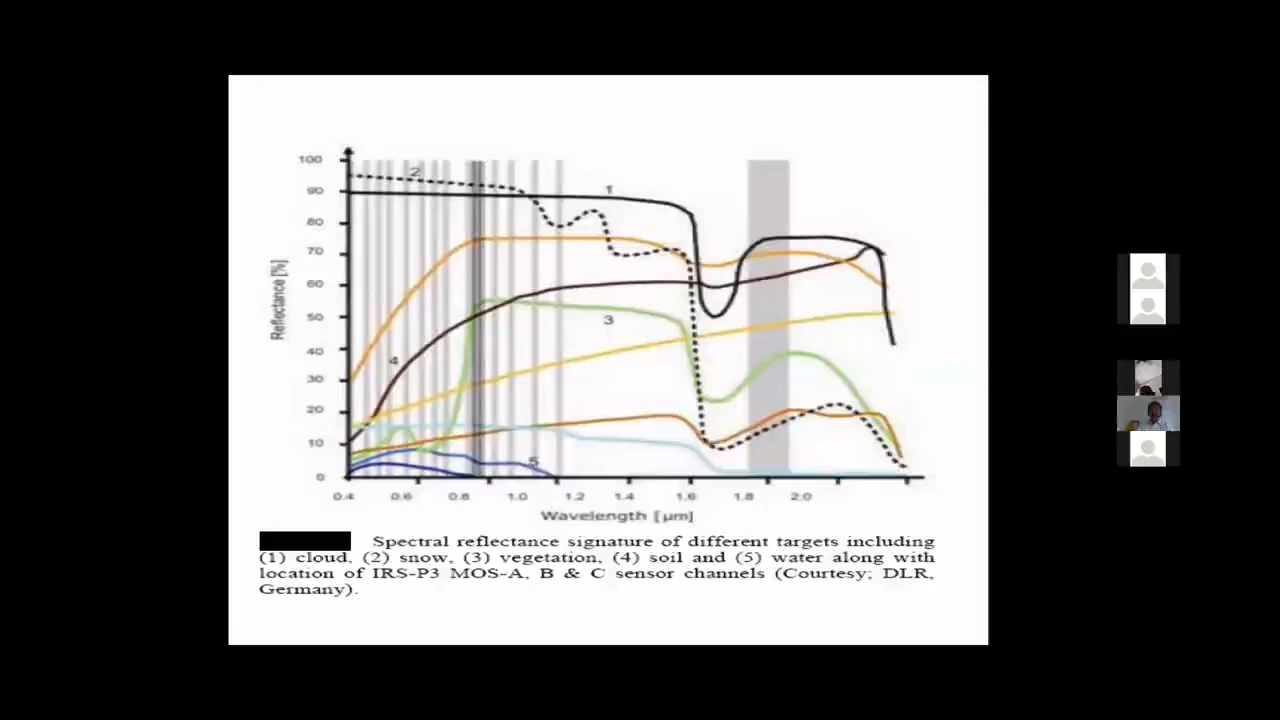 100
90
80
70
60
50
40
30
20
10
0
Reflectance [%]
2
1
3
4
5
0.4 0.6 0.8 1.0 1.2 1.4 1.6 1.8 2.0
Wavelength [µm]
Spectral reflectance signature of different targets including
(1) cloud, (2) snow, (3) vegetation, (4) soil and (5) water along with
location of IRS-P3 MOS-A, B & C sensor channels (Courtesy; DLR,
Germany).